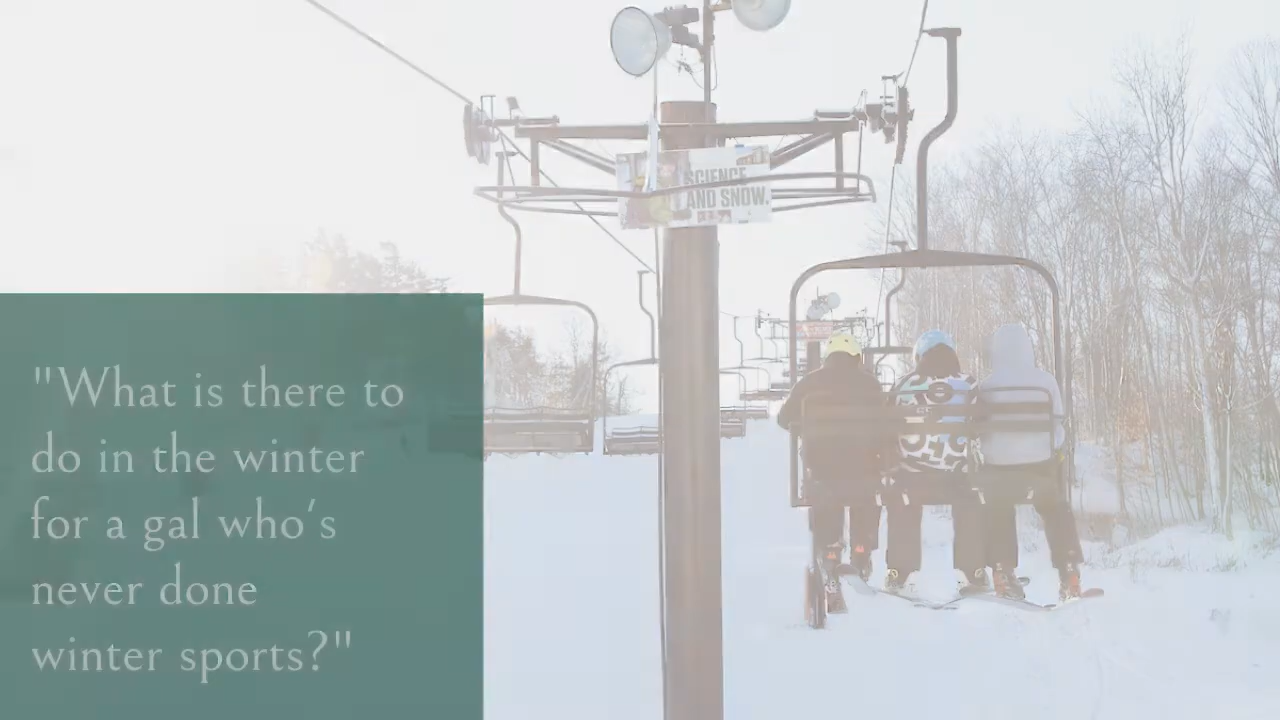 SCIENCE
AND SNOW.
"What is there to
do in the winter
for a gal who's
never done
winter sports?"